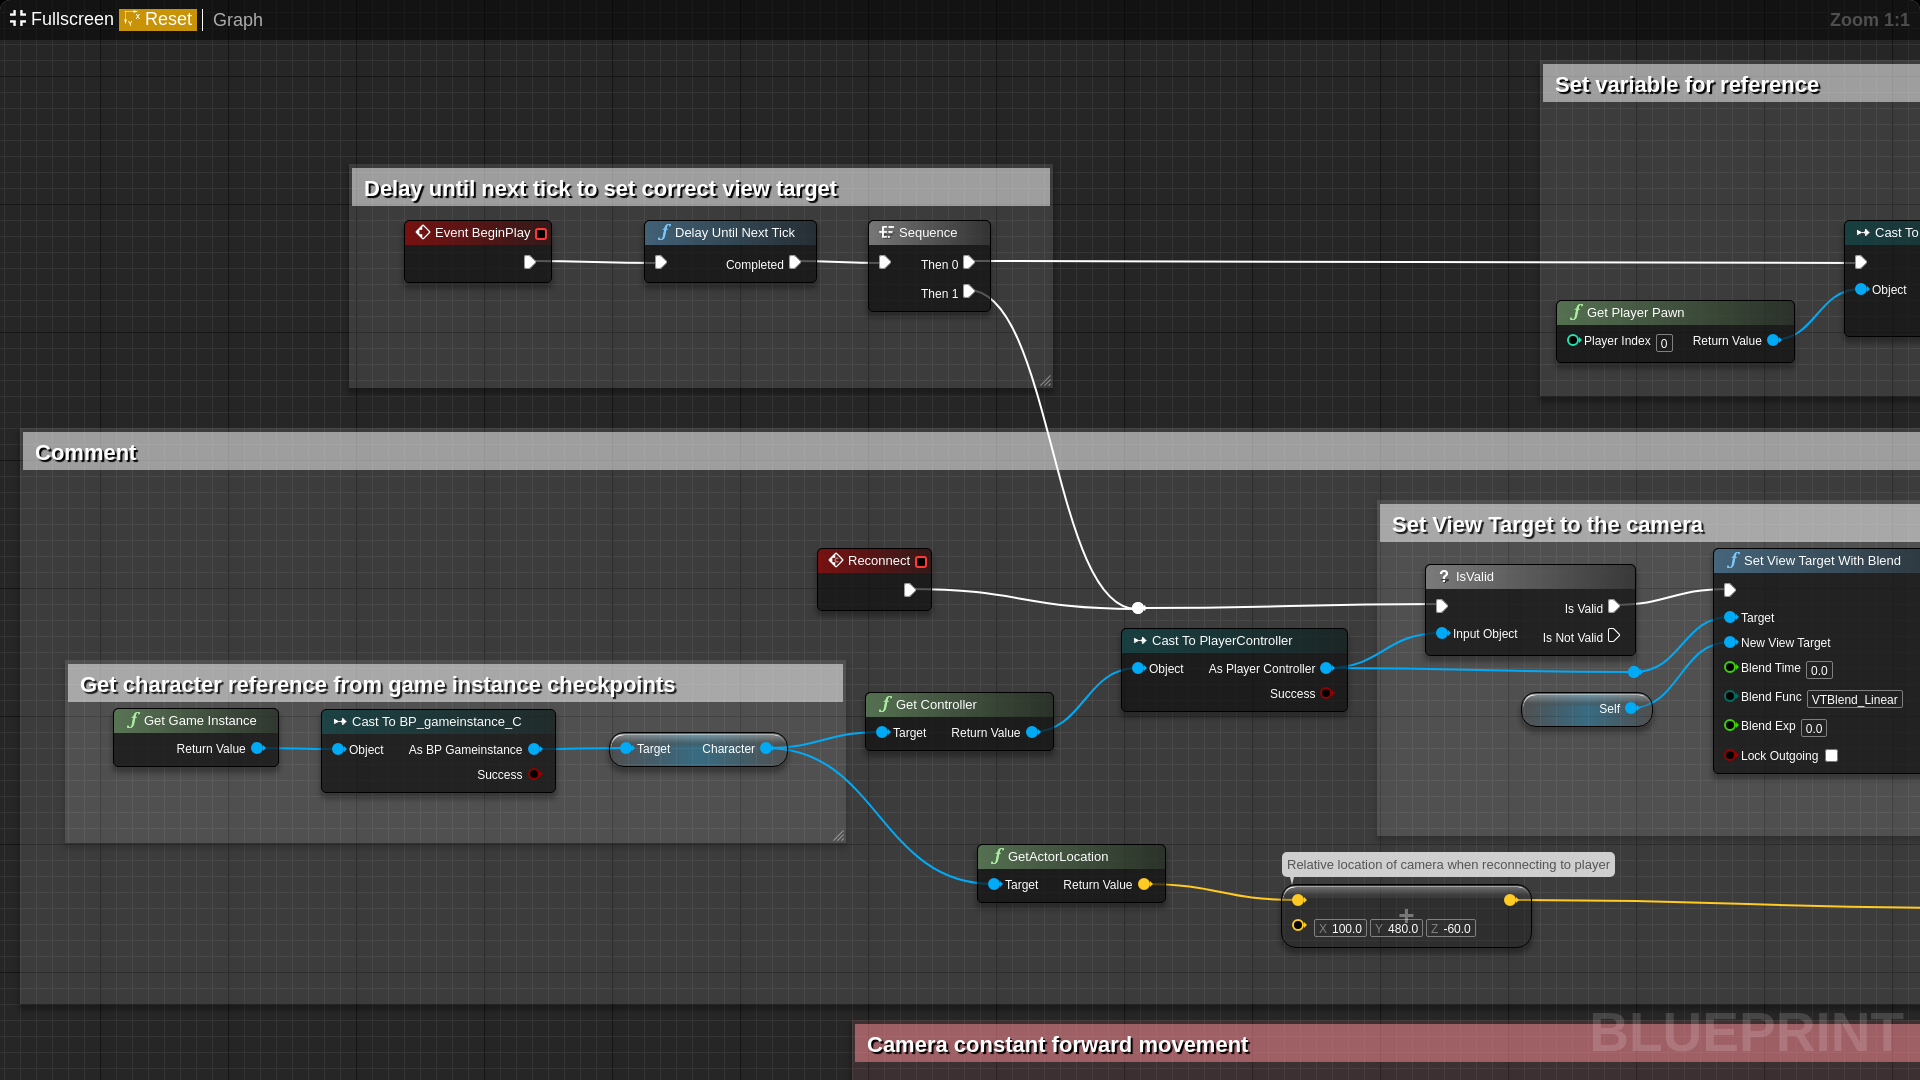 Fullscreen Reset Graph Zoom 1:1
Set variable for reference
Delay until next tick to set correct view target
Event BeginPlay
Delay Until Next Tick
Completed
Sequence
Then 0
Then 1
Cast To
Object
Get Player Pawn
Player Index 0 Return Value
Comment
Set View Target to the camera
Reconnect
IsValid
Is Valid
Input Object Is Not Valid
Set View Target With Blend
Target
New View Target
Blend Time 0.0
Blend Func VTBlend_Linear
Blend Exp 0.0
Lock Outgoing
Self
Cast To PlayerController
Object As Player Controller
Success
Get character reference from game instance checkpoints
Get Game Instance
Return Value
Cast To BP_gameinstance_C
Object As BP Gameinstance
Success
Target Character
Get Controller
Target Return Value
GetActorLocation
Target Return Value
Relative location of camera when reconnecting to player
X 100.0 Y 480.0 Z -60.0
BLUEPRINT
Camera constant forward movement